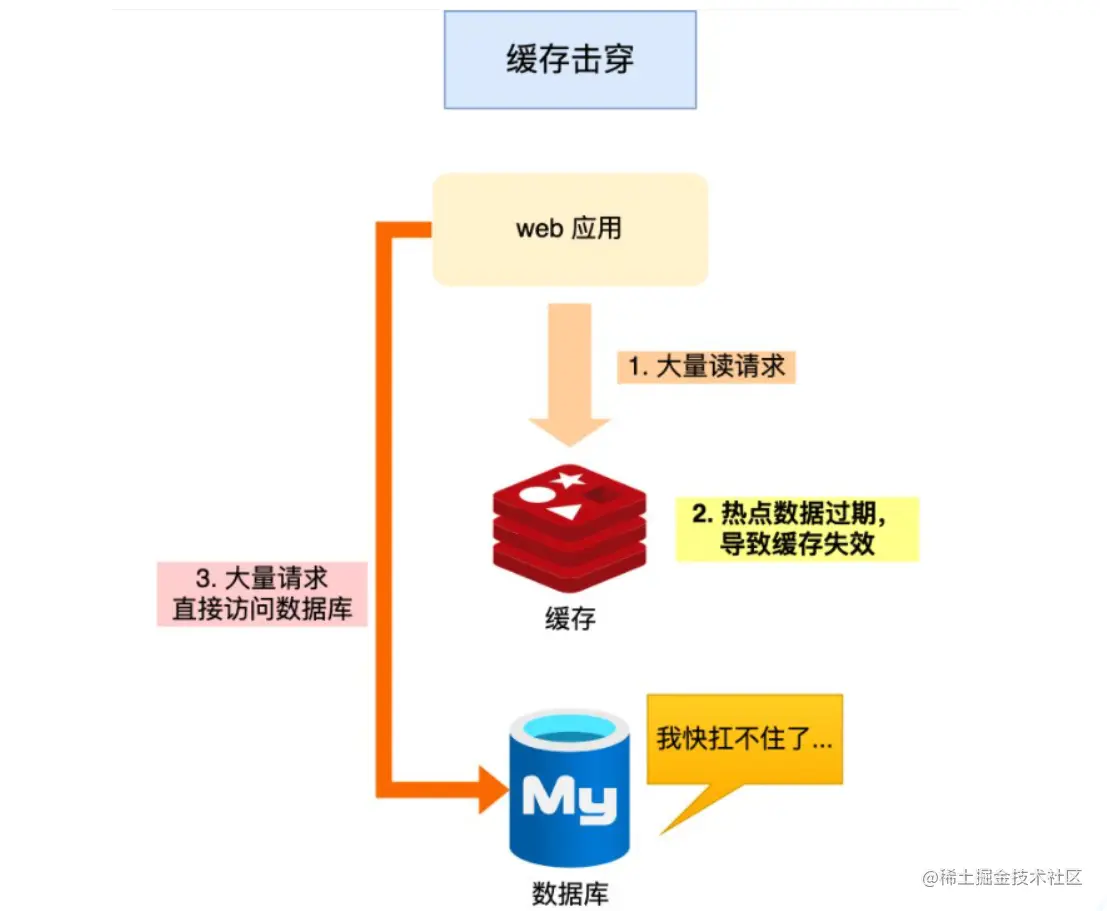 缓存击穿
web 应用
1. 大量读请求
2. 热点数据过期，
导致缓存失效
缓存
3. 大量请求
直接访问数据库
我快扛不住了...
My
数据库
@稀土掘金技术社区